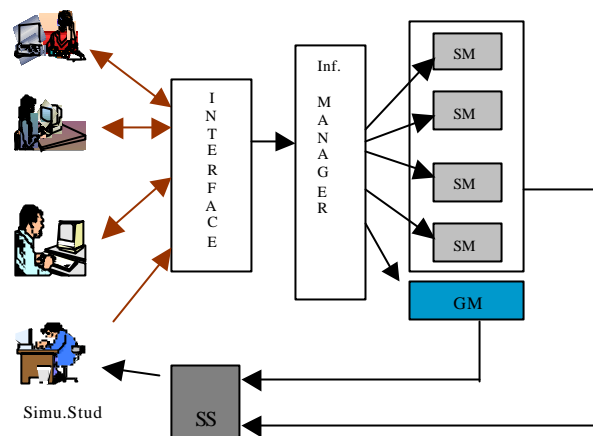 INTERFACE
Inf.
MANAGER
SM
SM
SM
SM
GM
SS
Simu.Stud